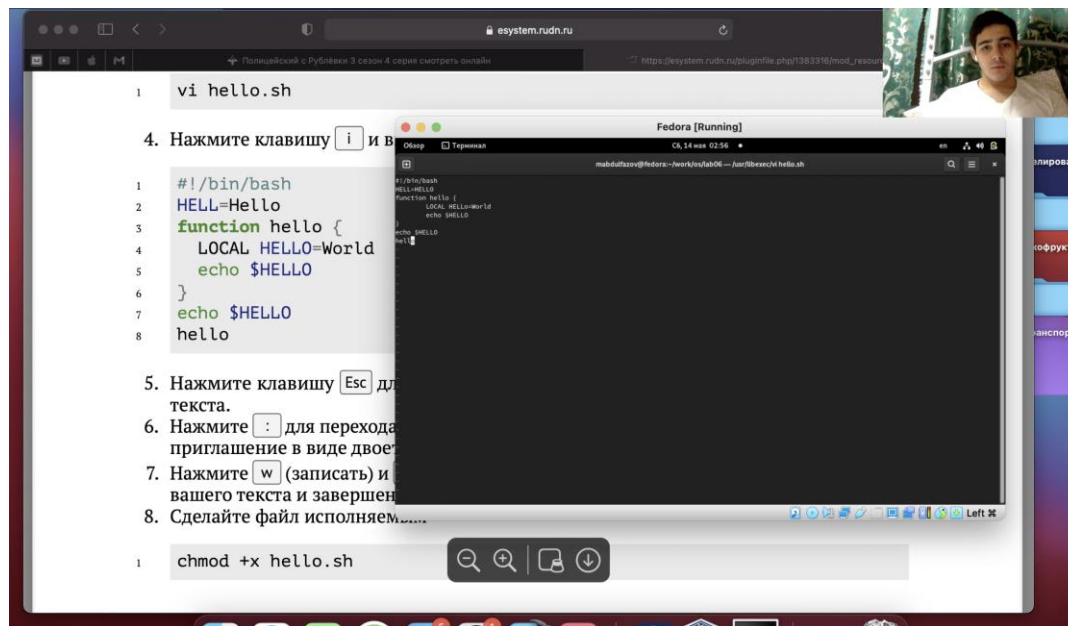 esystem.rudn.ru
Полицейский с Рублёвки 3 сезон 4 серия смотреть онлайн
https://esystem.rudn.ru/pluginfile.php/1383316/mod_resour
1 vi hello.sh
4. Нажмите клавишу i и в
1 #!/bin/bash
2 HELL=Hello
3 function hello {
4 LOCAL HELLO=World
5 echo $HELLO
6 }
7 echo $HELLO
8 hello
5. Нажмите клавишу Esc дл
текста.
6. Нажмите : для перехода
приглашение в виде двоет
7. Нажмите w (записать) и
вашего текста и завершен
8. Сделайте файл исполняемым
1 chmod +x hello.sh
Fedora [Running]
Обзор Терминал Сб, 14 мая 02:56 en
mabdulfazov@fedora:~/work/os/lab06 — /usr/libexec/vi hello.sh
#!/bin/bash
HELL=HELLO
function hello {
LOCAL HELLo=World
echo $HELLO
}
echo $HELLO
hello
Left ⌘
елирова
кофрук
анспор